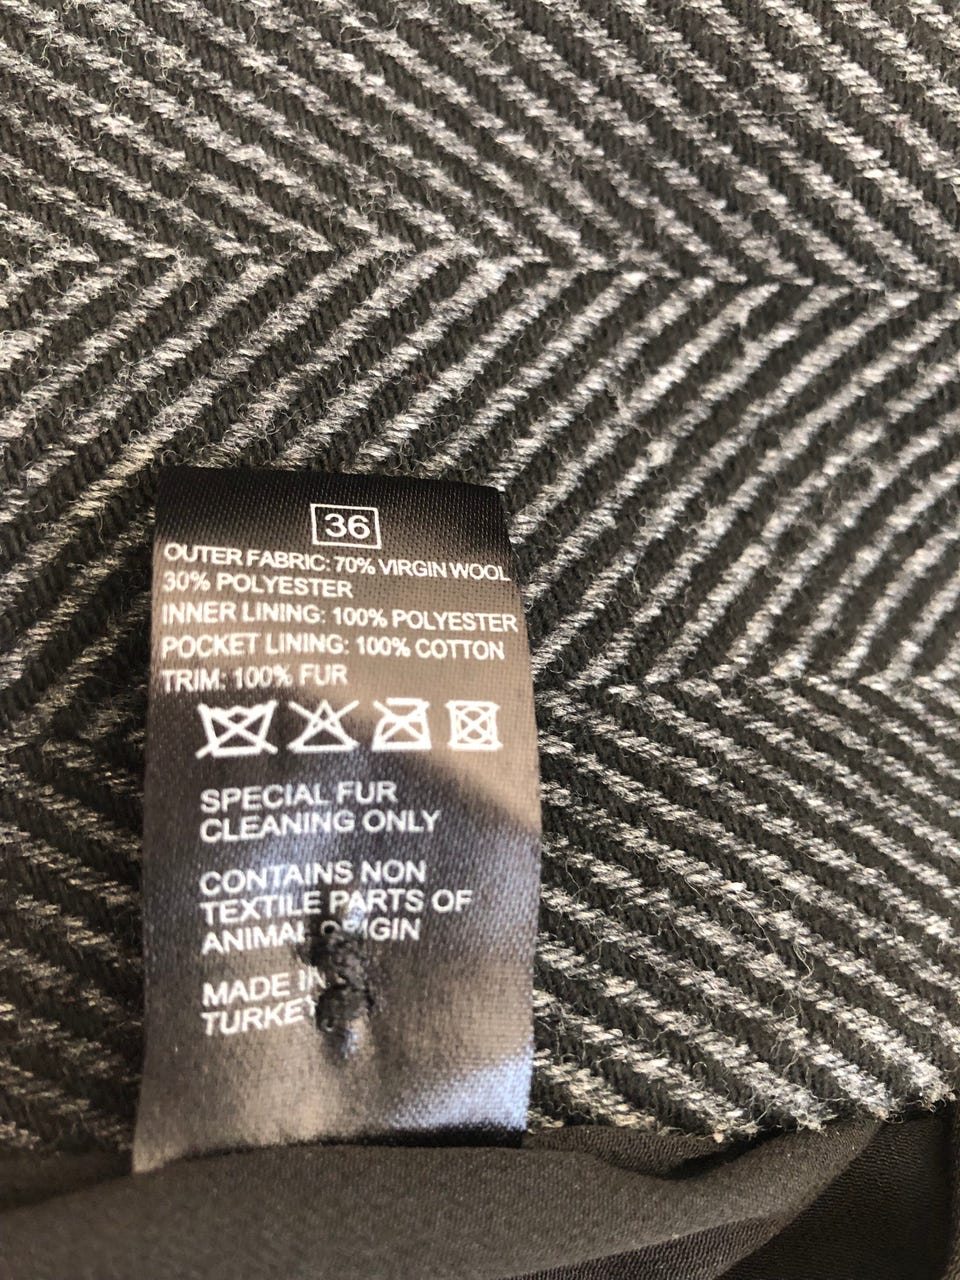 36
OUTER FABRIC: 70% VIRGIN WOOL
30% POLYESTER
INNER LINING: 100% POLYESTER
POCKET LINING: 100% COTTON
TRIM: 100% FUR
SPECIAL FUR
CLEANING ONLY
CONTAINS NON
TEXTILE PARTS OF
ANIMAL ORIGIN
MADE IN
TURKEY